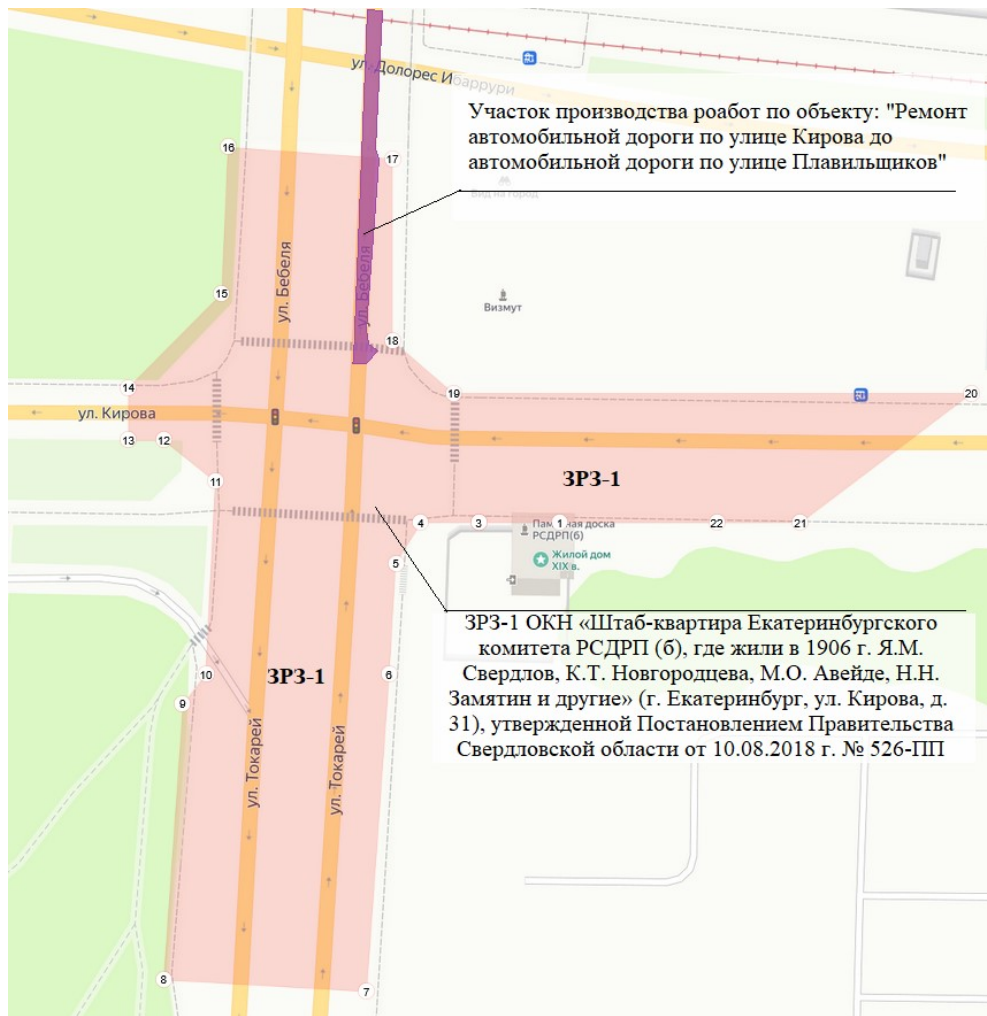 ул. Долорес Ибаррури
Участок производства роабот по объекту: "Ремонт
автомобильной дороги по улице Кирова до
автомобильной дороги по улице Плавильщиков"
16
17
Вид на город
ул. Бебеля
ул. Бебеля
15
Визмут
18
14
19
20
ул. Кирова
13
12
11
ЗРЗ-1
4
3
1
22
21
Памятная доска
РСДРП(б)
5
Жилой дом
XIX в.
ЗРЗ-1 ОКН «Штаб-квартира Екатеринбургского
комитета РСДРП (б), где жили в 1906 г. Я.М.
Свердлов, К.Т. Новгородцева, М.О. Авейде, Н.Н.
Замятин и другие» (г. Екатеринбург, ул. Кирова, д.
31), утвержденной Постановлением Правительства
Свердловской области от 10.08.2018 г. № 526-ПП
10
ЗРЗ-1
6
9
ул. Токарей
ул. Токарей
8
7